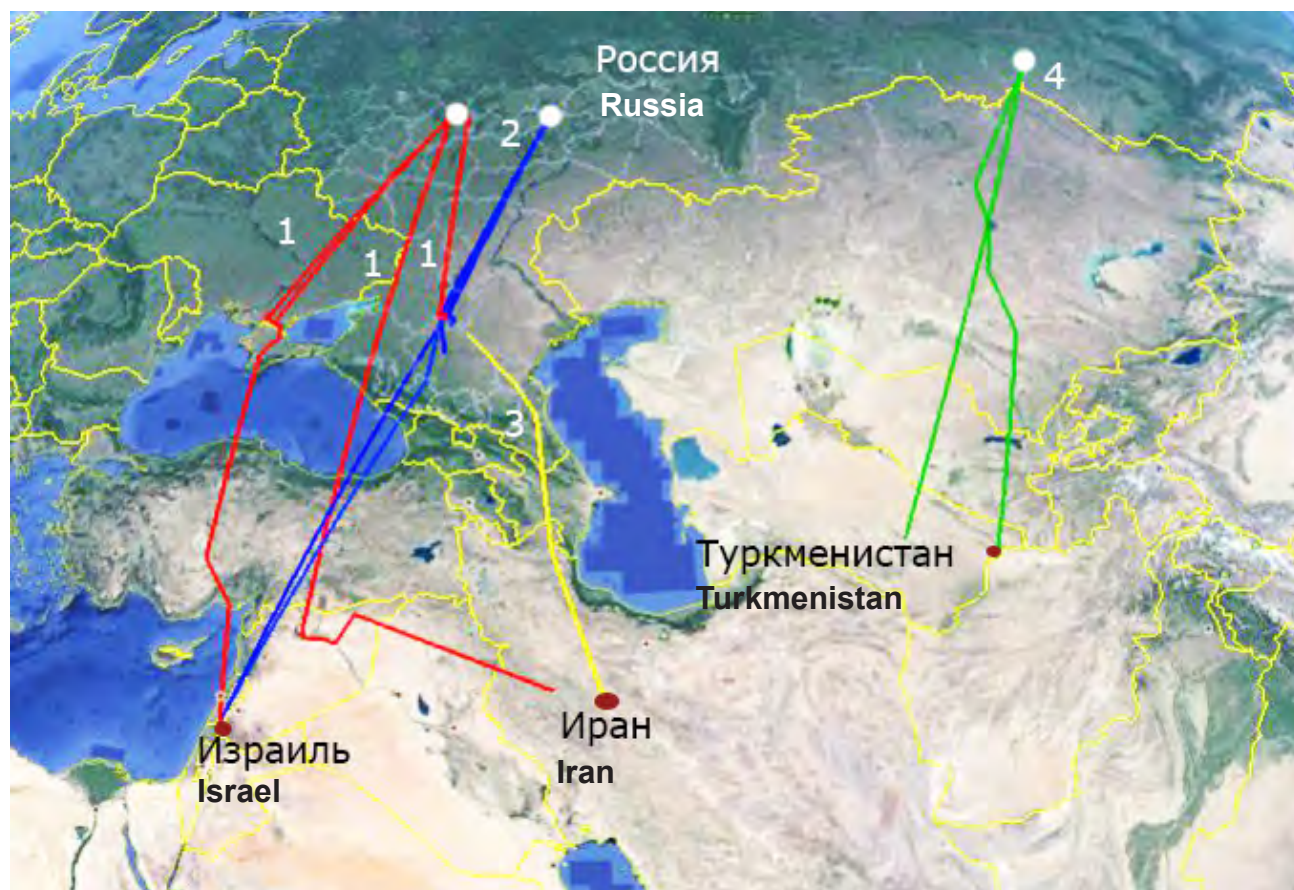 Россия
Russia
4
2
1
1
1
3
Туркменистан
Turkmenistan
Иран
Iran
Израиль
Israel